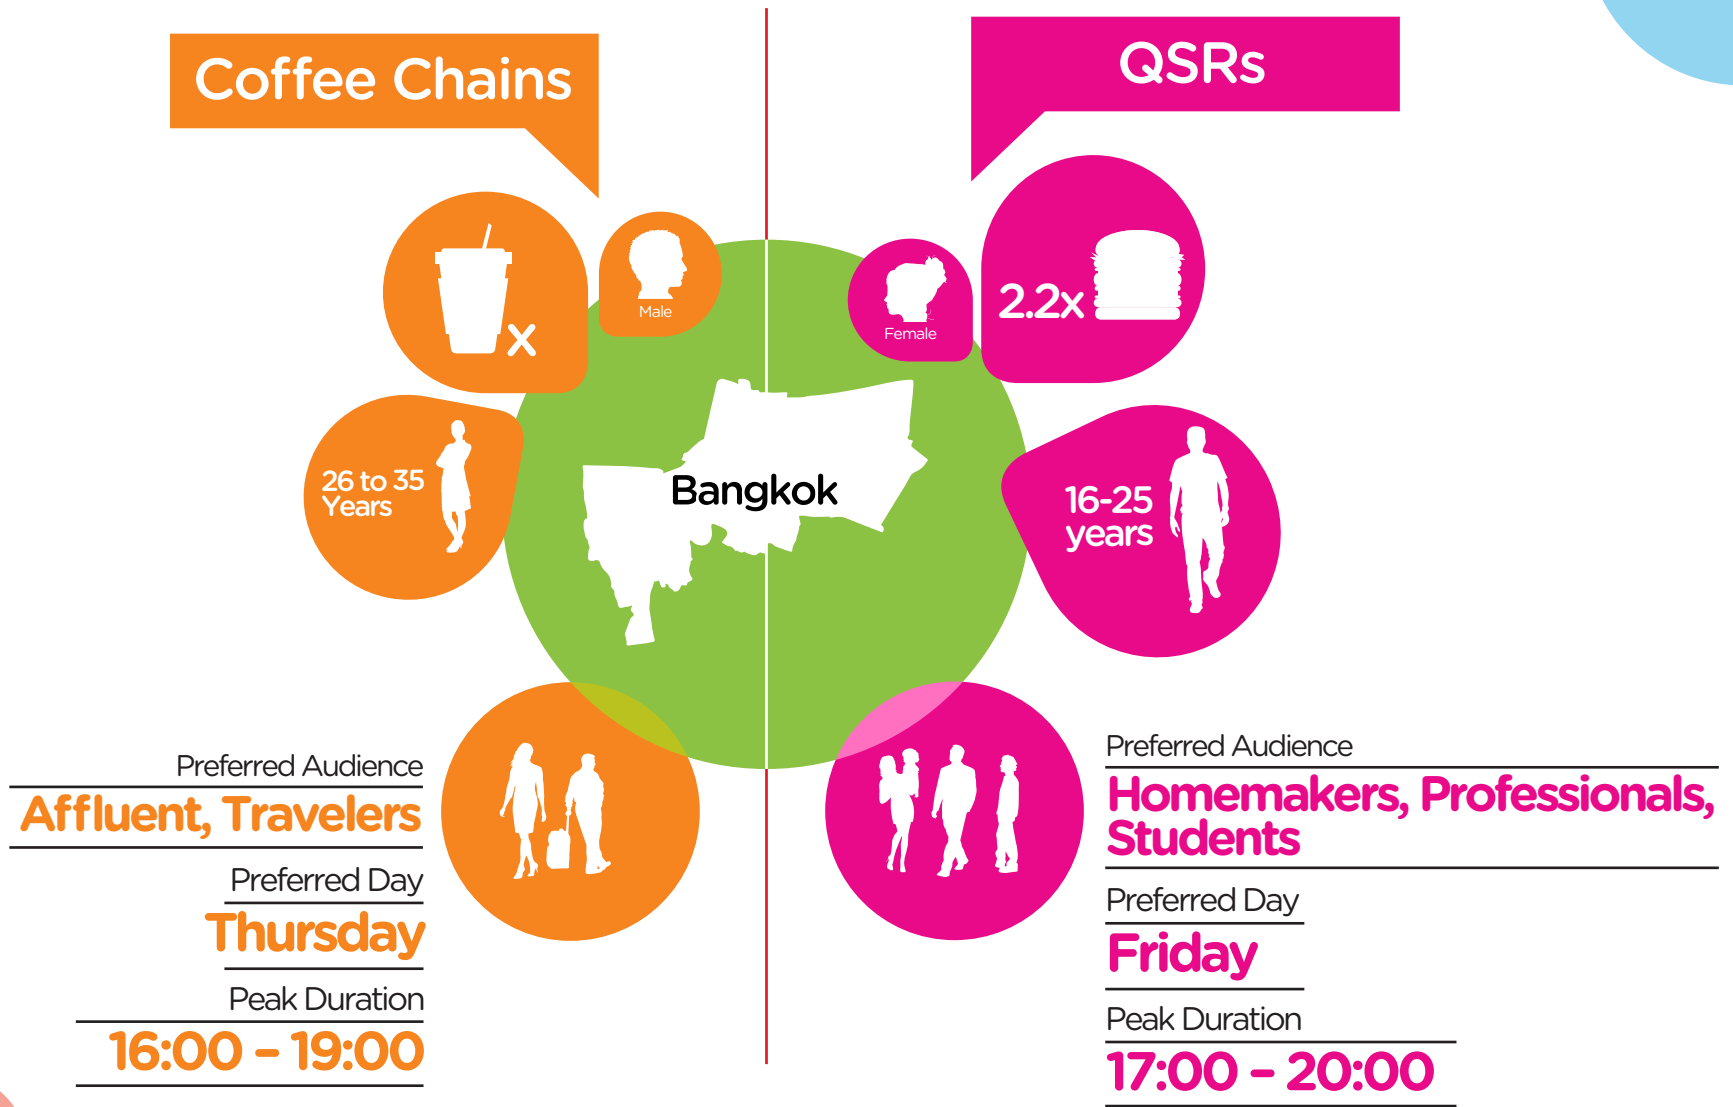 Coffee Chains
x
Male
26 to 35
Years
Preferred Audience
Affluent, Travelers
Preferred Day
Thursday
Peak Duration
16:00 – 19:00
Bangkok
QSRs
Female
2.2x
16-25
years
Preferred Audience
Homemakers, Professionals,
Students
Preferred Day
Friday
Peak Duration
17:00 – 20:00